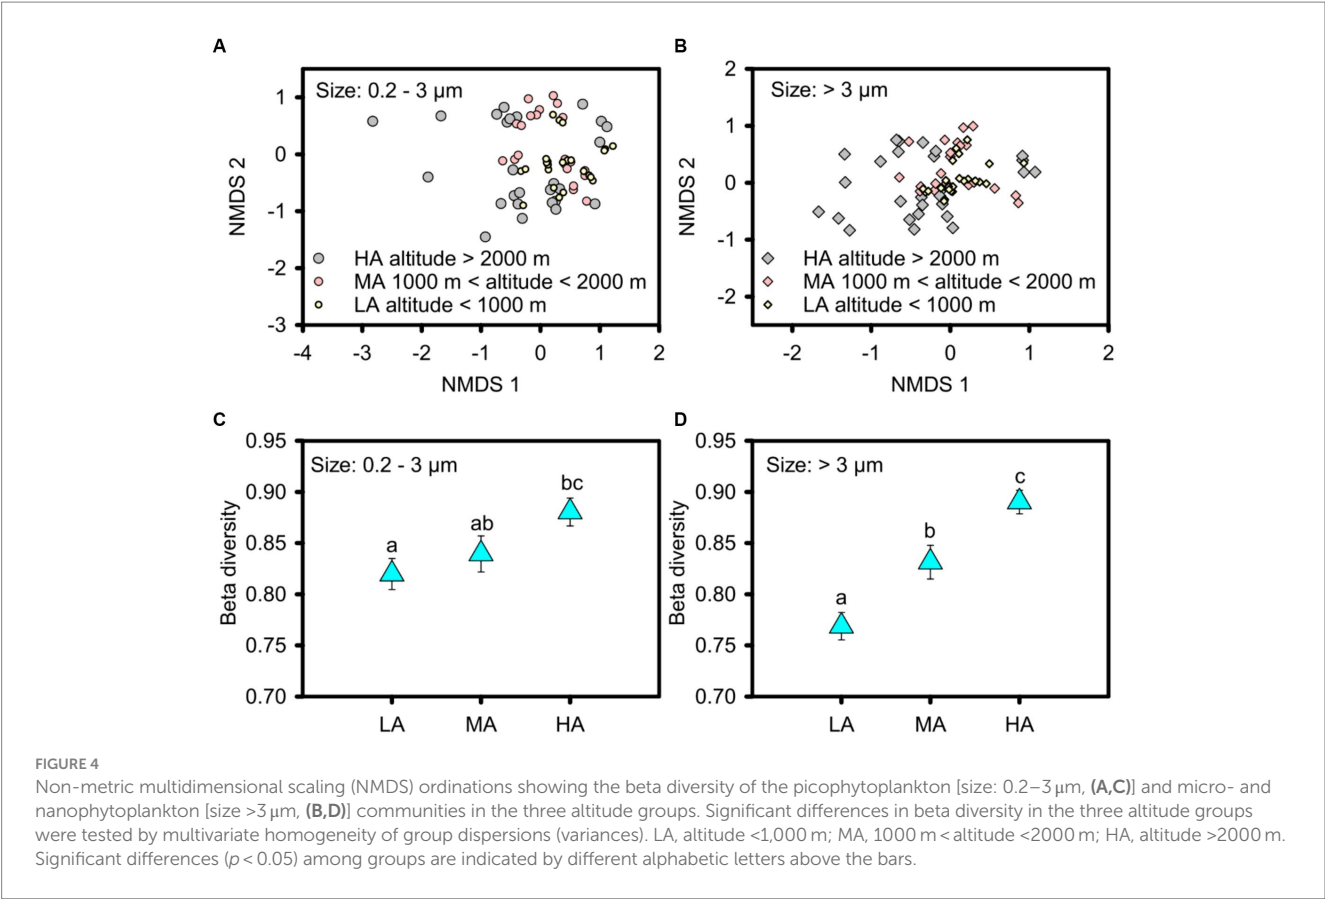 A
B
Size: 0.2 - 3 µm
Size: > 3 µm
NMDS 2
1
0
-1
-2
-3
HA altitude > 2000 m
MA 1000 m < altitude < 2000 m
LA altitude < 1000 m
-4 -3 -2 -1 0 1 2
NMDS 1
NMDS 2
2
1
0
-1
-2
HA altitude > 2000 m
MA 1000 m < altitude < 2000 m
LA altitude < 1000 m
-2 -1 0 1 2
NMDS 1
C
D
Beta diversity
0.95
0.90
0.85
0.80
0.75
0.70
Size: 0.2 - 3 µm
a
ab
bc
LA MA HA
Beta diversity
0.95
0.90
0.85
0.80
0.75
0.70
Size: > 3 µm
a
b
c
LA MA HA
FIGURE 4
Non-metric multidimensional scaling (NMDS) ordinations showing the beta diversity of the picophytoplankton [size: 0.2–3 µm, (A,C)] and micro- and
nanophytoplankton [size >3 µm, (B,D)] communities in the three altitude groups. Significant differences in beta diversity in the three altitude groups
were tested by multivariate homogeneity of group dispersions (variances). LA, altitude <1,000 m; MA, 1000 m < altitude <2000 m; HA, altitude >2000 m.
Significant differences (p < 0.05) among groups are indicated by different alphabetic letters above the bars.